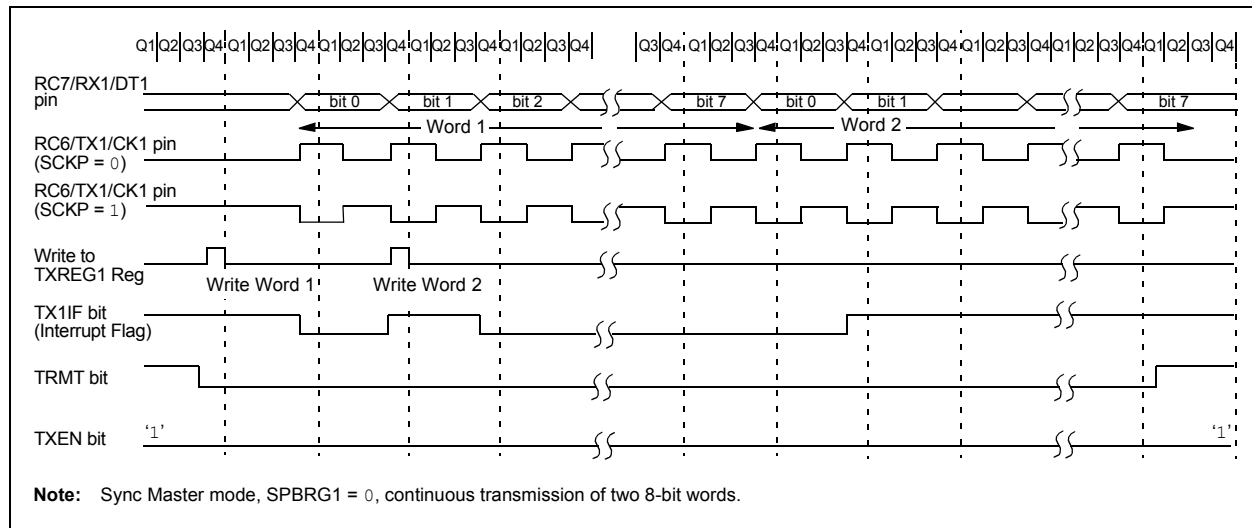 Q1 Q2 Q3 Q4 Q1 Q2 Q3 Q4 Q1 Q2 Q3 Q4 Q1 Q2 Q3 Q4 Q1 Q2 Q3 Q4 Q3 Q4 Q1 Q2 Q3 Q4 Q1 Q2 Q3 Q4 Q1 Q2 Q3 Q4 Q1 Q2 Q3 Q4 Q1 Q2 Q3 Q4 Q1 Q2 Q3 Q4
RC7/RX1/DT1
pin
bit 0 bit 1 bit 2 bit 7 bit 0 bit 1 bit 7
Word 1 Word 2
RC6/TX1/CK1 pin
(SCKP = 0)
RC6/TX1/CK1 pin
(SCKP = 1)
Write to
TXREG1 Reg
Write Word 1 Write Word 2
TX1IF bit
(Interrupt Flag)
TRMT bit
TXEN bit
‘1’ ‘1’
Note: Sync Master mode, SPBRG1 = 0, continuous transmission of two 8-bit words.